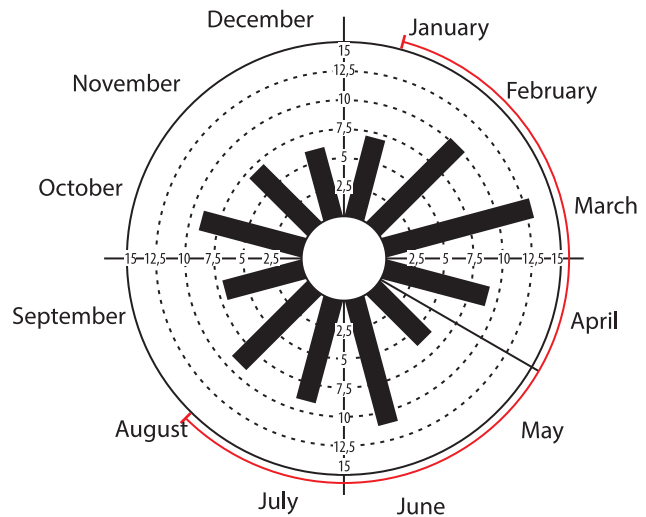 December
January
15
12,5
November
February
10
7,5
5
2,5
October
March
15 12,5 10 7,5 5 2,5
2,5 5 7,5 10 12,5 15
September
April
2,5
5
7,5
10
August
May
12,5
15
July
June